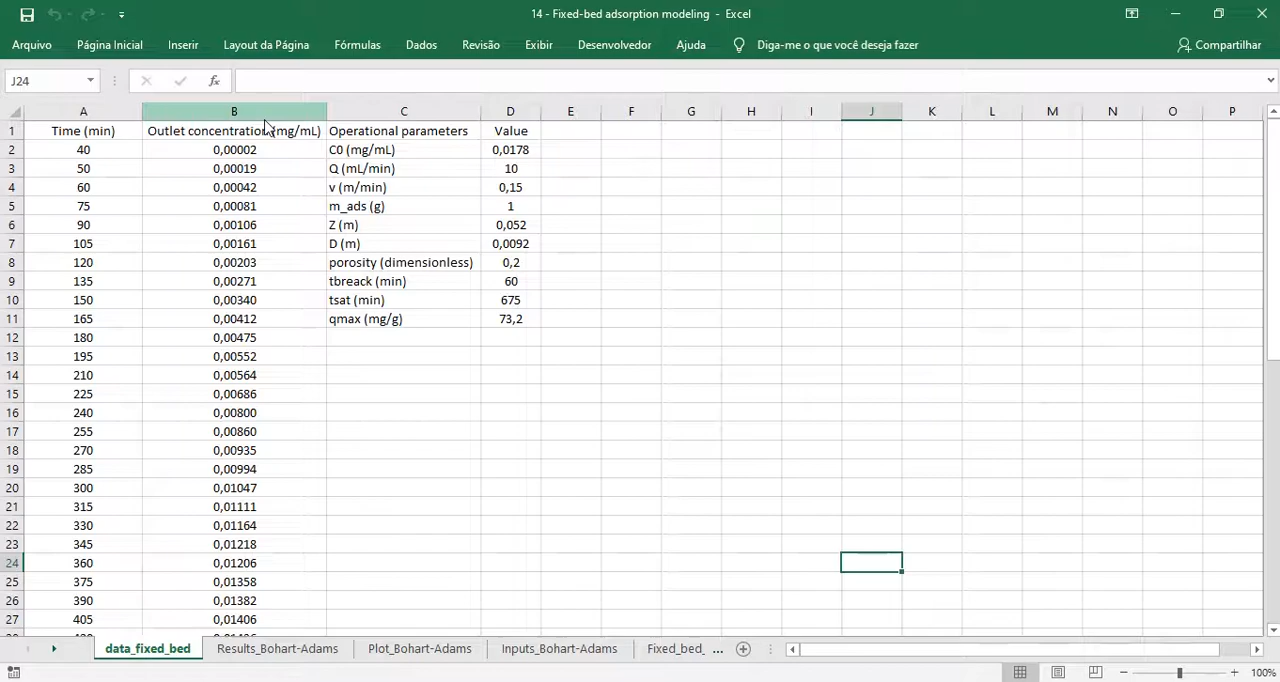 14 - Fixed-bed adsorption modeling - Excel
Arquivo Página Inicial Inserir Layout da Página Fórmulas Dados Revisão Exibir Desenvolvedor Ajuda Diga-me o que você deseja fazer Compartilhar
J24 fx
A B C D E F G H I J K L M N O P
1 Time (min) Outlet concentration (mg/mL) Operational parameters Value
2 40 0,00002 C0 (mg/mL) 0,0178
3 50 0,00019 Q (mL/min) 10
4 60 0,00042 v (m/min) 0,15
5 75 0,00081 m_ads (g) 1
6 90 0,00106 Z (m) 0,052
7 105 0,00161 D (m) 0,0092
8 120 0,00203 porosity (dimensionless) 0,2
9 135 0,00271 tbreack (min) 60
10 150 0,00340 tsat (min) 675
11 165 0,00412 qmax (mg/g) 73,2
12 180 0,00475
13 195 0,00552
14 210 0,00564
15 225 0,00686
16 240 0,00800
17 255 0,00860
18 270 0,00935
19 285 0,00994
20 300 0,01047
21 315 0,01111
22 330 0,01164
23 345 0,01218
24 360 0,01206
25 375 0,01358
26 390 0,01382
27 405 0,01406
data_fixed_bed Results_Bohart-Adams Plot_Bohart-Adams Inputs_Bohart-Adams Fixed_bed_ ...
100%